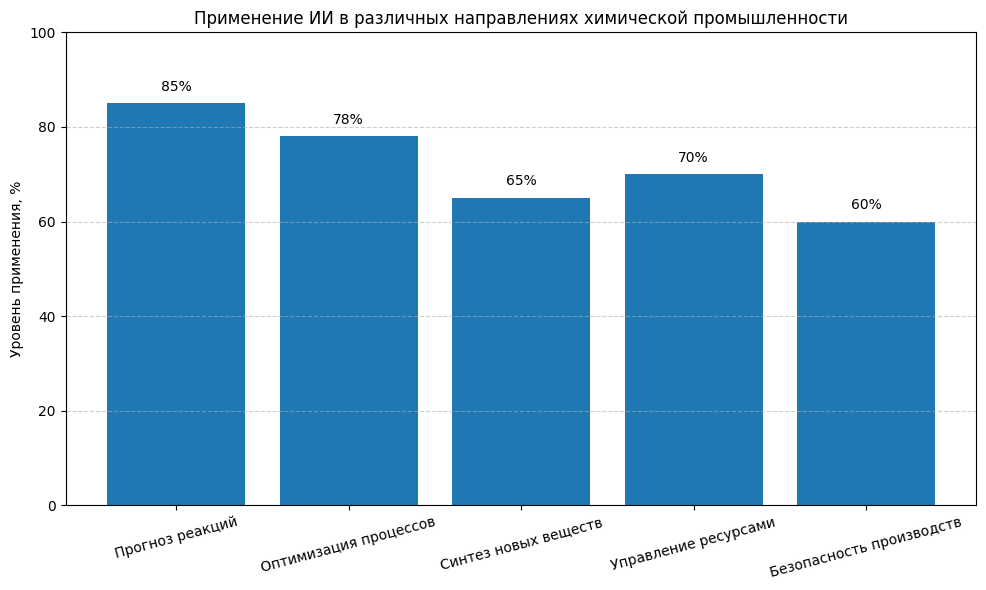 Применение ИИ в различных направлениях химической промышленности
Уровень применения, %
100
80
60
40
20
0
85%
78%
65%
70%
60%
Прогноз реакций
Оптимизация процессов
Синтез новых веществ
Управление ресурсами
Безопасность производств